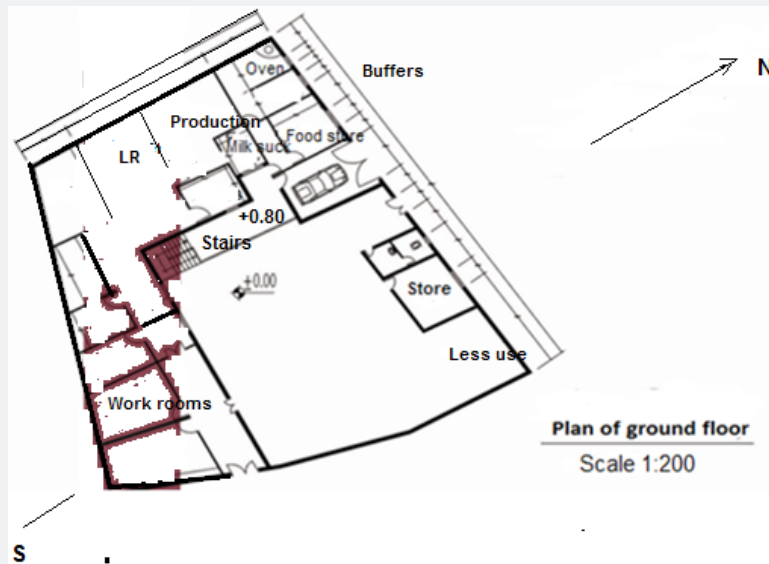 Oven
Buffers
N
Production
Food store
Milk suck
LR
+0.80
Stairs
+0.00
Store
Less use
Work rooms
Plan of ground floor
Scale 1:200
S